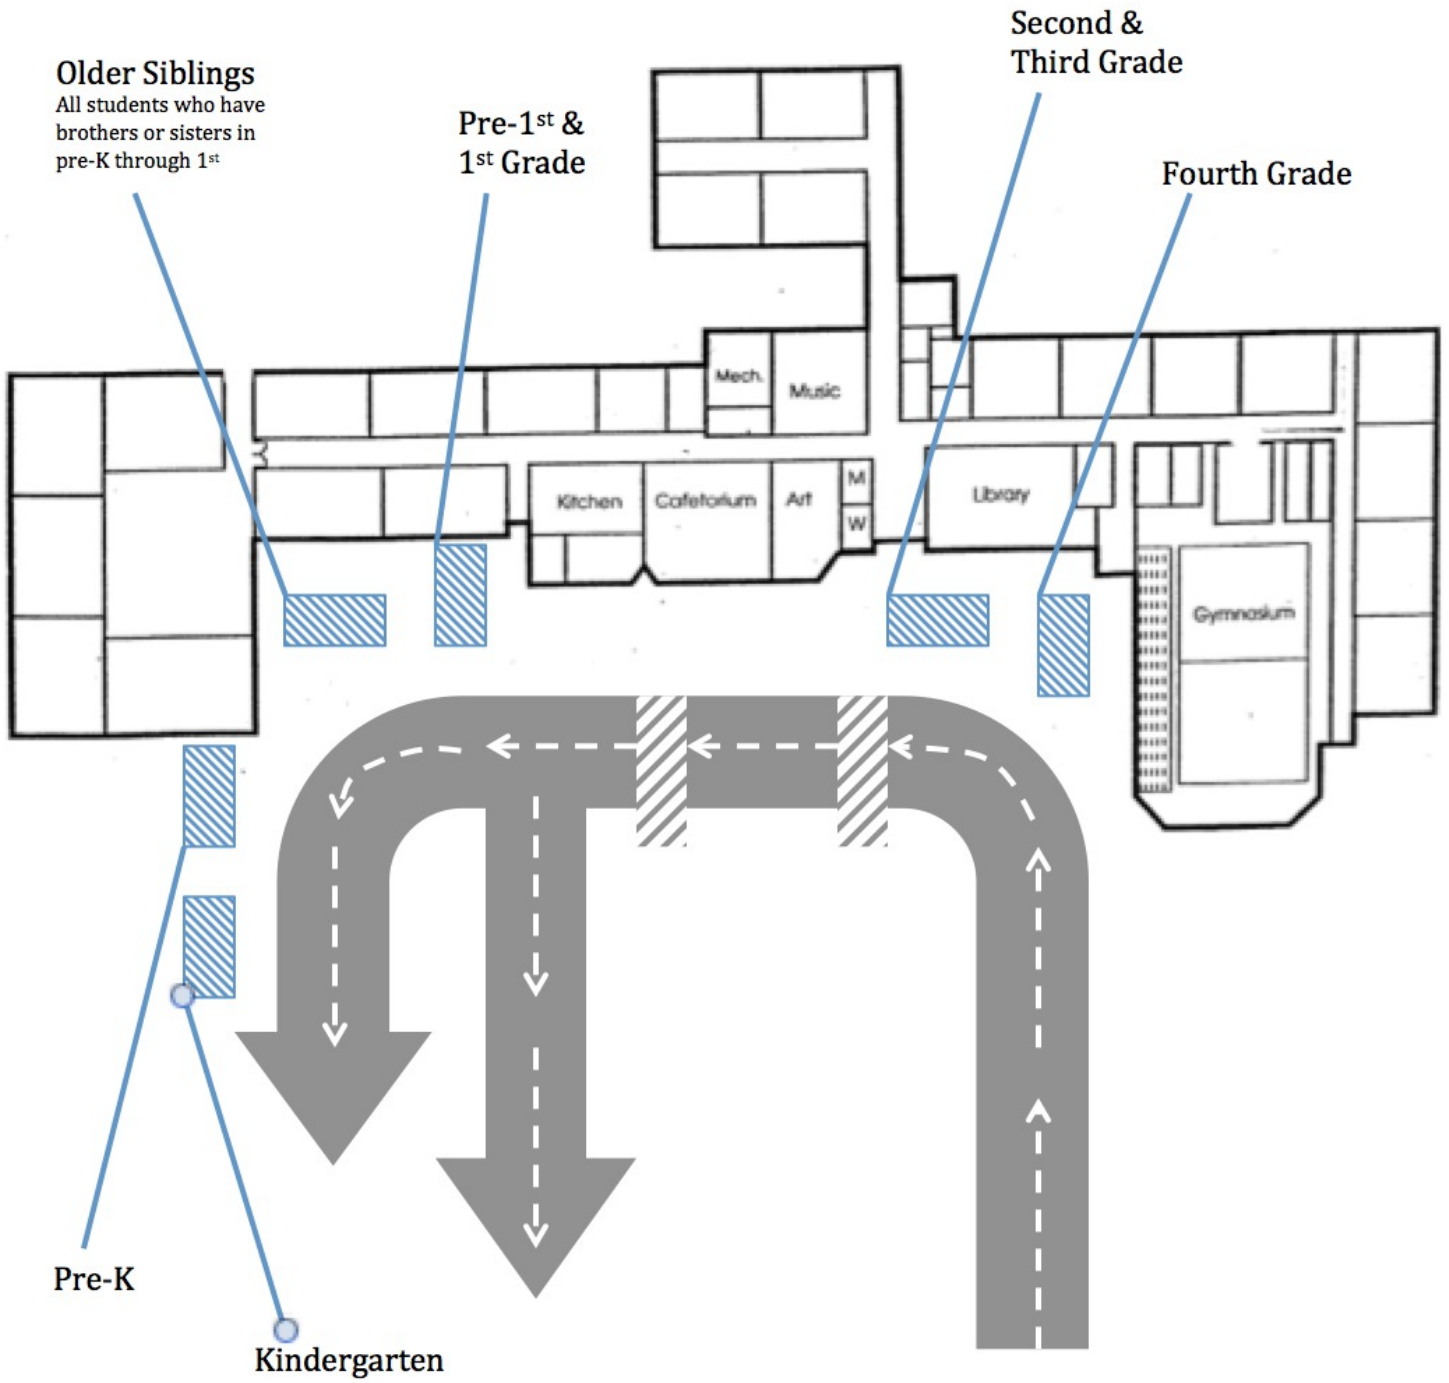 Second &
Third Grade
Older Siblings
All students who have
brothers or sisters in
pre-K through 1st
Pre-1st &
1st Grade
Fourth Grade
Mech.
Music
Kitchen
Cafetorium
Art
M
W
Library
Gymnasium
Pre-K
Kindergarten